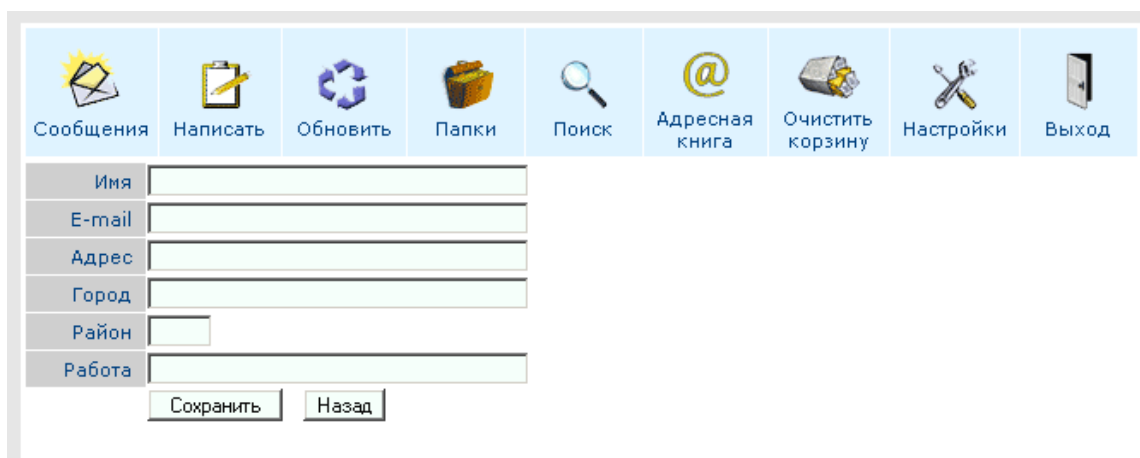 Сообщения
Написать
Обновить
Папки
Поиск
Адресная
книга
Очистить
корзину
Настройки
Выход
Имя
E-mail
Адрес
Город
Район
Работа
Сохранить
Назад